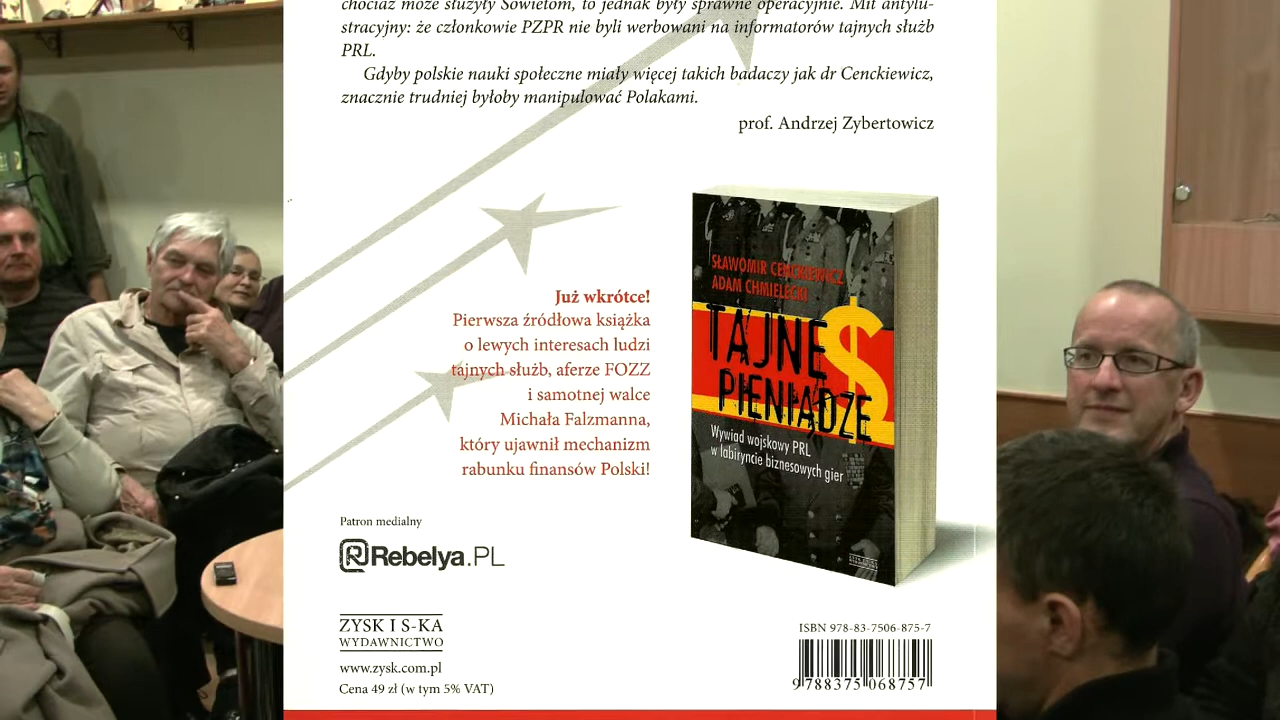 chociaż może służyły Sowietom, to jednak były sprawne operacyjnie. Mit antylu-
stracyjny: że członkowie PZPR nie byli werbowani na informatorów tajnych służb
PRL.
Gdyby polskie nauki społeczne miały więcej takich badaczy jak dr Cenckiewicz,
znacznie trudniej byłoby manipulować Polakami.
prof. Andrzej Zybertowicz
Już wkrótce!
Pierwsza źródłowa książka
o lewych interesach ludzi
tajnych służb, aferze FOZZ
i samotnej walce
Michała Falzmanna,
który ujawnił mechanizm
rabunku finansów Polski!
SŁAWOMIR CENCKIEWICZ
ADAM CHMIELECKI
TAJNE $
PIENIĄDZE
Wywiad wojskowy PRL
w labiryncie biznesowych gier
Patron medialny
Rebelya.PL
ZYSK I S-KA
WYDAWNICTWO
www.zysk.com.pl
Cena 49 zł (w tym 5% VAT)
ISBN 978-83-7506-875-7
9 788375 068757